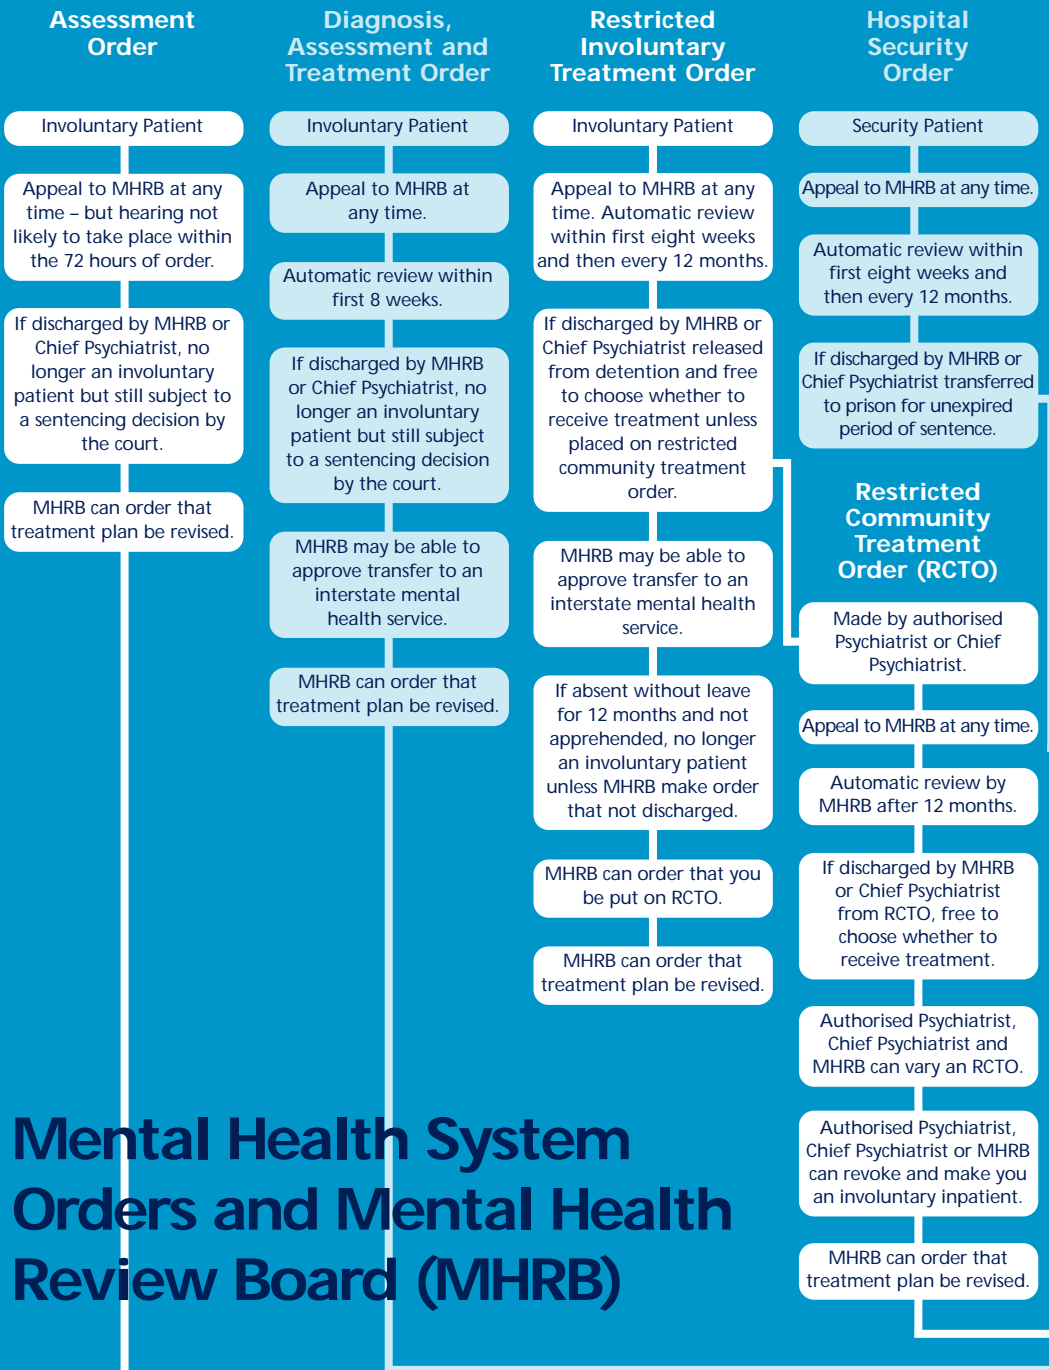 Assessment
Order
Involuntary Patient
Appeal to MHRB at any
time – but hearing not
likely to take place within
the 72 hours of order.
If discharged by MHRB or
Chief Psychiatrist, no
longer an involuntary
patient but still subject to
a sentencing decision by
the court.
MHRB can order that
treatment plan be revised.
Diagnosis,
Assessment and
Treatment Order
Involuntary Patient
Appeal to MHRB at
any time.
Automatic review within
first 8 weeks.
If discharged by MHRB
or Chief Psychiatrist, no
longer an involuntary
patient but still subject
to a sentencing decision
by the court.
MHRB may be able to
approve transfer to an
interstate mental
health service.
MHRB can order that
treatment plan be revised.
Restricted
Involuntary
Treatment Order
Involuntary Patient
Appeal to MHRB at any
time. Automatic review
within first eight weeks
and then every 12 months.
If discharged by MHRB or
Chief Psychiatrist released
from detention and free
to choose whether to
receive treatment unless
placed on restricted
community treatment
order.
MHRB may be able to
approve transfer to an
interstate mental health
service.
If absent without leave
for 12 months and not
apprehended, no longer
an involuntary patient
unless MHRB make order
that not discharged.
MHRB can order that you
be put on RCTO.
MHRB can order that
treatment plan be revised.
Hospital
Security
Order
Security Patient
Appeal to MHRB at any time.
Automatic review within
first eight weeks and
then every 12 months.
If discharged by MHRB or
Chief Psychiatrist transferred
to prison for unexpired
period of sentence.
Restricted
Community
Treatment
Order (RCTO)
Made by authorised
Psychiatrist or Chief
Psychiatrist.
Appeal to MHRB at any time.
Automatic review by
MHRB after 12 months.
If discharged by MHRB
or Chief Psychiatrist
from RCTO, free to
choose whether to
receive treatment.
Authorised Psychiatrist,
Chief Psychiatrist and
MHRB can vary an RCTO.
Authorised Psychiatrist,
Chief Psychiatrist or MHRB
can revoke and make you
an involuntary inpatient.
MHRB can order that
treatment plan be revised.
Mental Health System
Orders and Mental Health
Review Board (MHRB)